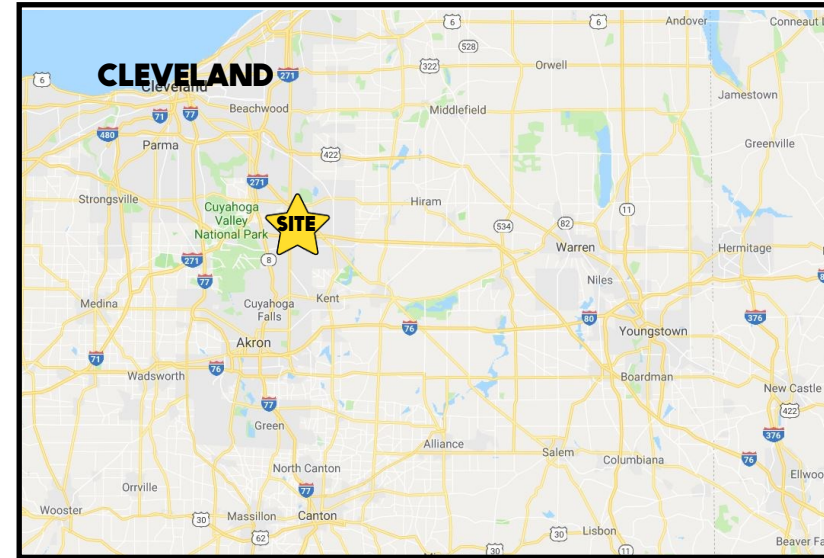 6
6
Andover
Conneaut L
528
322
Orwell
CLEVELAND
271
6
Cleveland
Jamestown
Beachwood
Middlefield
71
77
480
Parma
Greenville
422
271
Strongsville
Hiram
Cuyahoga
Valley
National Park
SITE
11
534
82
Warren
Hermitage
271
8
77
Niles
Medina
Cuyahoga
Falls
Kent
76
80
376
Youngstown
Akron
71
76
Wadsworth
Boardman
New Castle
77
422
Green
376
Alliance
Salem
Columbiana
76
North Canton
Ellwoo
77
Orrville
Wooster
30
Massillon
Canton
62
30
Lisbon
30
11
Beaver Fa